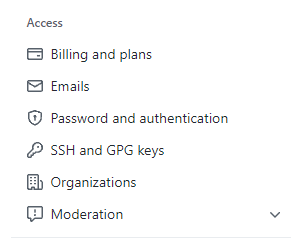 Access
Billing and plans
Emails
Password and authentication
SSH and GPG keys
Organizations
Moderation